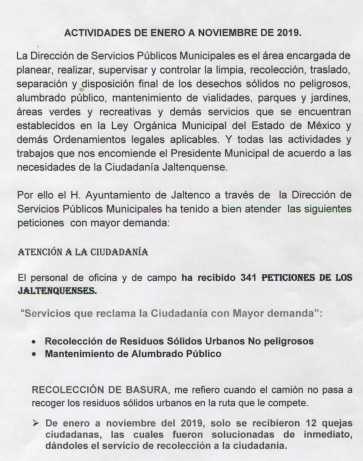 ACTIVIDADES DE ENERO A NOVIEMBRE DE 2019.
La Dirección de Servicios Públicos Municipales es el área encargada de
planear, realizar, supervisar y controlar la limpia, recolección, traslado,
separación y disposición final de los desechos sólidos no peligrosos,
alumbrado público, mantenimiento de vialidades, parques y jardines,
áreas verdes y recreativas y demás servicios que se encuentran
establecidos en la Ley Orgánica Municipal del Estado de México y
demás Ordenamientos legales aplicables. Y todas las actividades y
trabajos que nos encomiende el Presidente Municipal de acuerdo a las
necesidades de la Ciudadanía Jaltenquense.
Por ello el H. Ayuntamiento de Jaltenco a través de la Dirección de
Servicios Públicos Municipales ha tenido a bien atender las siguientes
peticiones con mayor demanda:
ATENCIÓN A LA CIUDADANÍA
El personal de oficina y de campo ha recibido 341 PETICIONES DE LOS
JALTENQUENSES.
"Servicios que reclama la Ciudadanía con Mayor demanda":
• Recolección de Residuos Sólidos Urbanos No peligrosos
• Mantenimiento de Alumbrado Público
RECOLECCIÓN DE BASURA, me refiero cuando el camión no pasa a
recoger los residuos sólidos urbanos en la ruta que le compete.
➢ De enero a noviembre del 2019, solo se recibieron 12 quejas
ciudadanas, las cuales fueron solucionadas de inmediato,
dándoles el servicio de recolección a la ciudadanía.